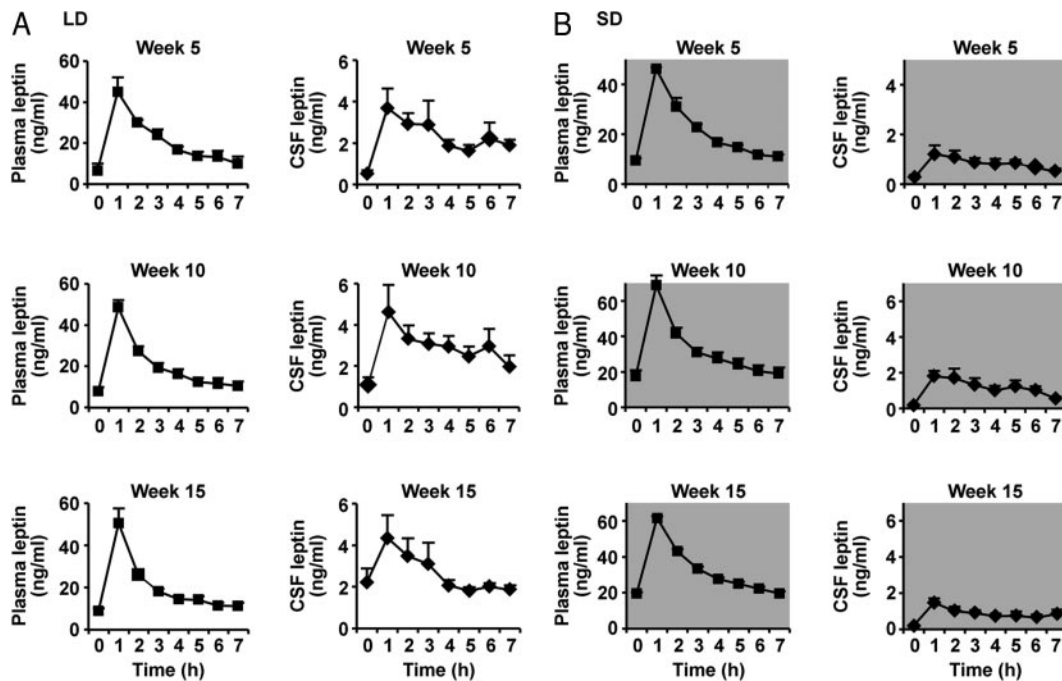 A LD
Week 5
Plasma leptin
(ng/ml)
60
40
20
0
0 1 2 3 4 5 6 7
Week 5
CSF leptin
(ng/ml)
6
4
2
0
0 1 2 3 4 5 6 7
B SD
Week 5
Plasma leptin
(ng/ml)
40
20
0
0 1 2 3 4 5 6 7
Week 5
CSF leptin
(ng/ml)
4
2
0
0 1 2 3 4 5 6 7
Week 10
Plasma leptin
(ng/ml)
60
40
20
0
0 1 2 3 4 5 6 7
Week 10
CSF leptin
(ng/ml)
6
4
2
0
0 1 2 3 4 5 6 7
Week 10
Plasma leptin
(ng/ml)
60
40
20
0
0 1 2 3 4 5 6 7
Week 10
CSF leptin
(ng/ml)
6
4
2
0
0 1 2 3 4 5 6 7
Week 15
Plasma leptin
(ng/ml)
60
40
20
0
0 1 2 3 4 5 6 7
Time (h)
Week 15
CSF leptin
(ng/ml)
6
4
2
0
0 1 2 3 4 5 6 7
Time (h)
Week 15
Plasma leptin
(ng/ml)
60
40
20
0
0 1 2 3 4 5 6 7
Time (h)
Week 15
CSF leptin
(ng/ml)
6
4
2
0
0 1 2 3 4 5 6 7
Time (h)